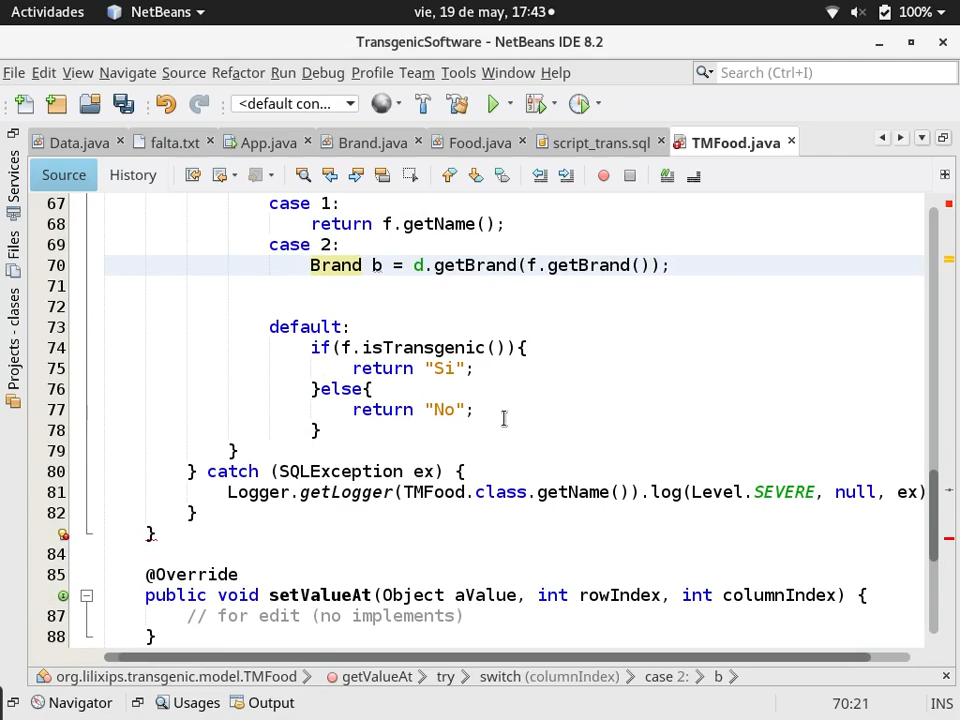 Actividades NetBeans vie, 19 de may, 17:43 100%
TransgenicSoftware - NetBeans IDE 8.2
File Edit View Navigate Source Refactor Run Debug Profile Team Tools Window Help Search (Ctrl+I)
<default con...
Data.java falta.txt App.java Brand.java Food.java script_trans.sql TMFood.java
Source History
Services
Files
Projects - clases
67 case 1:
68 return f.getName();
69 case 2:
70 Brand b = d.getBrand(f.getBrand());
71
72
73 default:
74 if(f.isTransgenic()){
75 return "Si";
76 }else{
77 return "No";
78 }
79 }
80 } catch (SQLException ex) {
81 Logger.getLogger(TMFood.class.getName()).log(Level.SEVERE, null, ex)
82 }
}
84
85 @Override
public void setValueAt(Object aValue, int rowIndex, int columnIndex) {
87 // for edit (no implements)
88 }
org.lilixips.transgenic.model.TMFood getValueAt try switch (columnIndex) case 2: b
Navigator Usages Output 70:21 INS